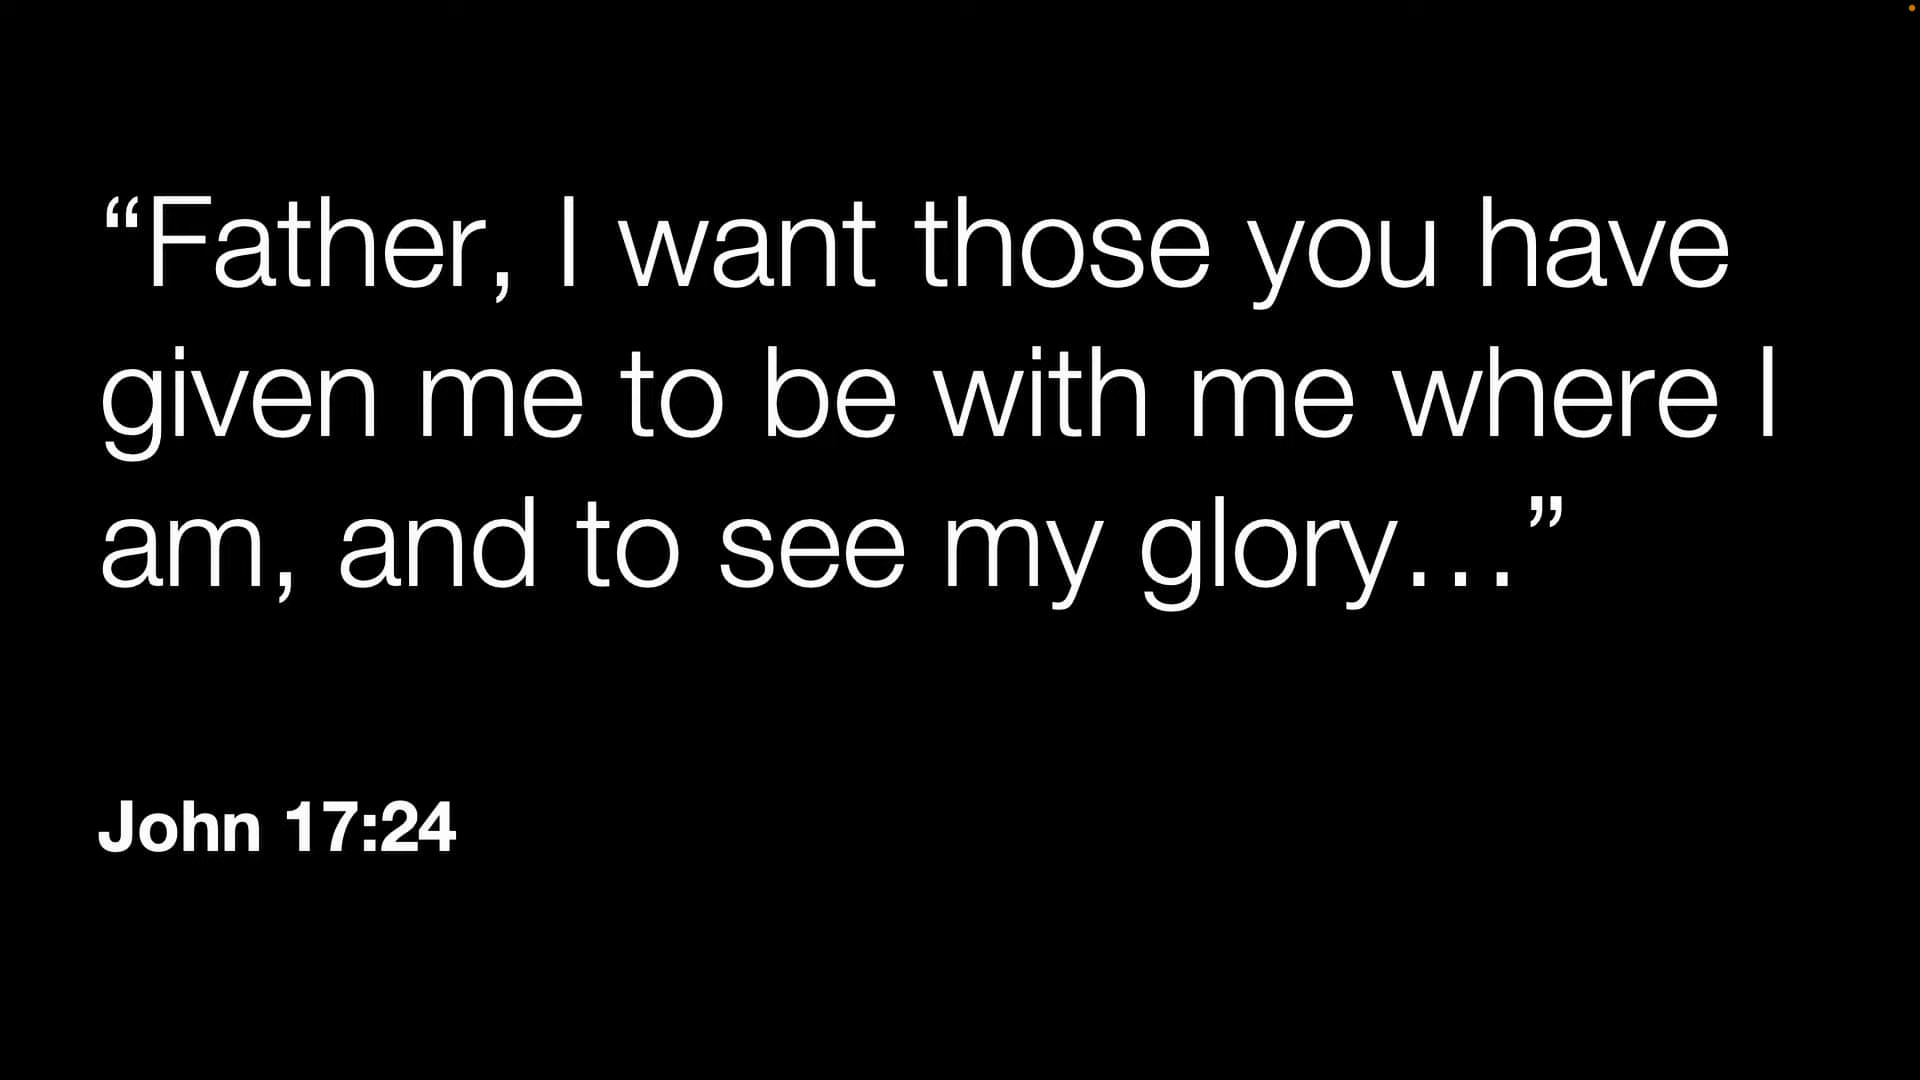 “Father, I want those you have
given me to be with me where I
am, and to see my glory…”
John 17:24